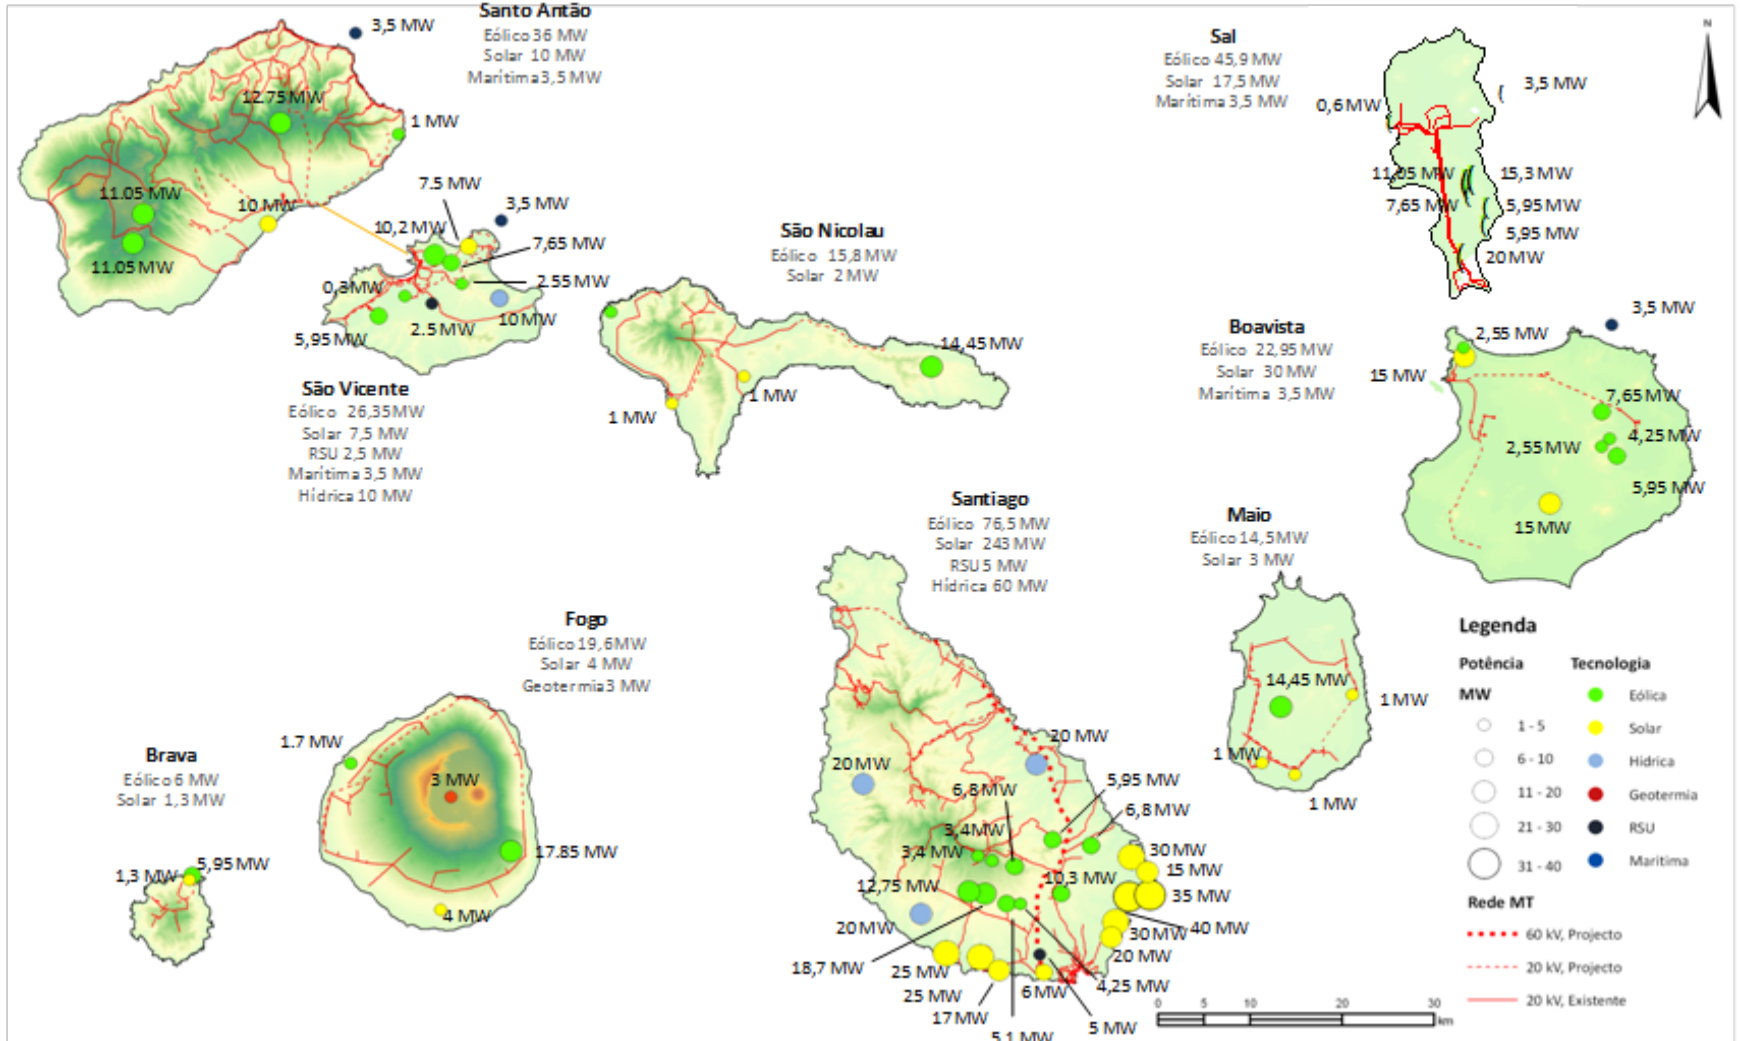 Santo Antão
Eólico 36 MW
Solar 10 MW
Marítima 3,5 MW
3,5 MW
12.75 MW
1 MW
11.05 MW
10 MW
11.05 MW
São Vicente
Eólico 26,35 MW
Solar 7,5 MW
RSU 2,5 MW
Marítima 3,5 MW
Hídrica 10 MW
7.5 MW
3,5 MW
10,2 MW
7,65 MW
2.55 MW
0,3 MW
10 MW
2.5 MW
5,95 MW
São Nicolau
Eólico 15,8 MW
Solar 2 MW
14,45 MW
1 MW
1 MW
Sal
Eólico 45,9 MW
Solar 17,5 MW
Marítima 3,5 MW
3,5 MW
0,6 MW
11,05 MW
15,3 MW
7,65 MW
5,95 MW
5,95 MW
20 MW
Boavista
Eólico 22,95 MW
Solar 30 MW
Marítima 3,5 MW
3,5 MW
2,55 MW
15 MW
7,65 MW
4,25 MW
2,55 MW
5,95 MW
15 MW
Santiago
Eólico 76,5 MW
Solar 243 MW
RSU 5 MW
Hídrica 60 MW
20 MW
20 MW
5,95 MW
6,8 MW
6,8 MW
3,4 MW
3,4 MW
30 MW
15 MW
12,75 MW
10,3 MW
35 MW
20 MW
40 MW
30 MW
20 MW
18,7 MW
25 MW
25 MW
17 MW
6 MW
4,25 MW
5 MW
5,1 MW
Maio
Eólico 14,5 MW
Solar 3 MW
14,45 MW
1 MW
1 MW
1 MW
Fogo
Eólico 19,6 MW
Solar 4 MW
Geotermia 3 MW
1.7 MW
3 MW
17.85 MW
4 MW
Brava
Eólico 6 MW
Solar 1,3 MW
5,95 MW
1,3 MW
N
Legenda
Potência Tecnologia
MW Eólica
1 - 5 Solar
6 - 10 Hídrica
11 - 20 Geotermia
21 - 30 RSU
31 - 40 Maritima
Rede MT
60 kV, Projecto
20 kV, Projecto
20 kV, Existente
0 5 10 20 30
km